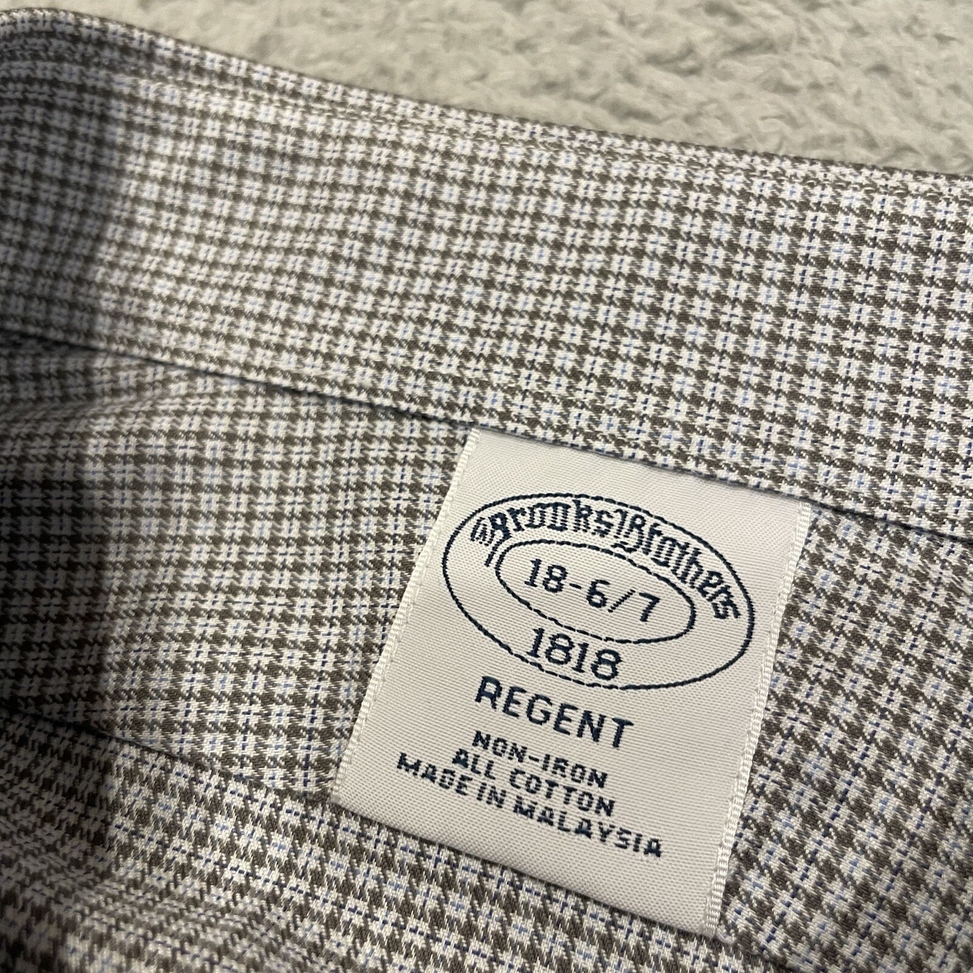 Brooks Brothers
18-6/7
1818
REGENT
NON-IRON
ALL COTTON
MADE IN MALAYSIA